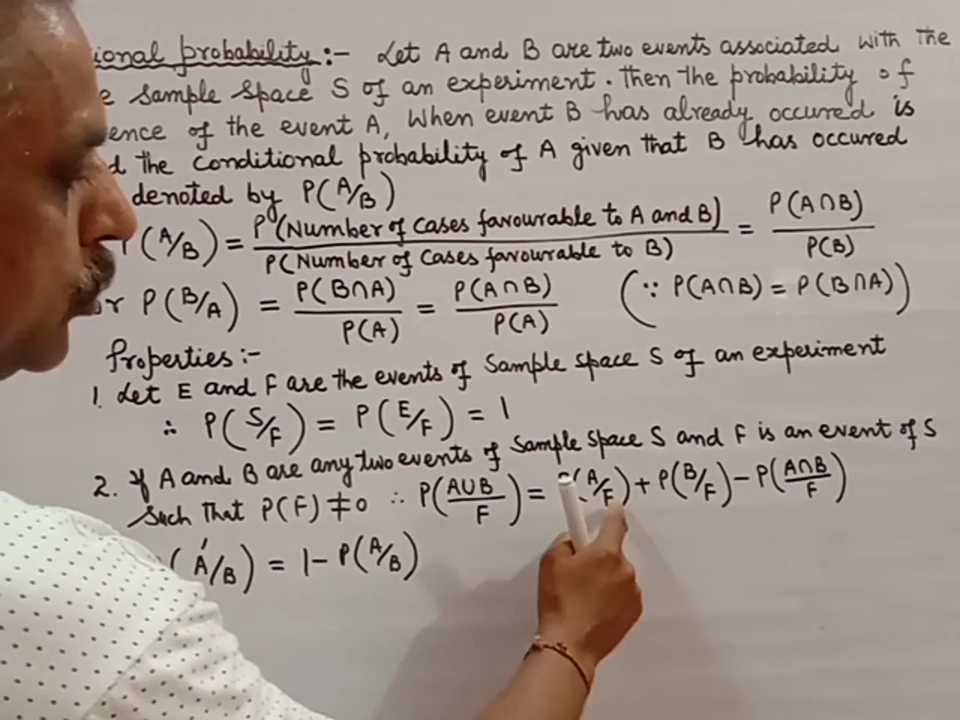 ional probability :- Let A and B are two events associated with the
e sample space S of an experiment. Then the probability of
ence of the event A, When event B has already occured is
d the conditional probability of A given that B has occured
denoted by P(A/B)
(A/B) = P(Number of Cases favourable to A and B) / P(Number of Cases favourable to B) = P(A∩B) / P(B)
or P(B/A) = P(B∩A) / P(A) = P(A∩B) / P(A) (∵ P(A∩B) = P(B∩A))
Properties :-
1. Let E and F are the events of Sample space S of an experiment
∴ P(S/F) = P(E/F) = 1
2. If A and B are any two events of Sample space S and F is an event of S
Such that P(F) ≠ 0 ∴ P(A∪B / F) = (A/F) + P(B/F) - P(A∩B / F)
(A'/B) = 1 - P(A/B)